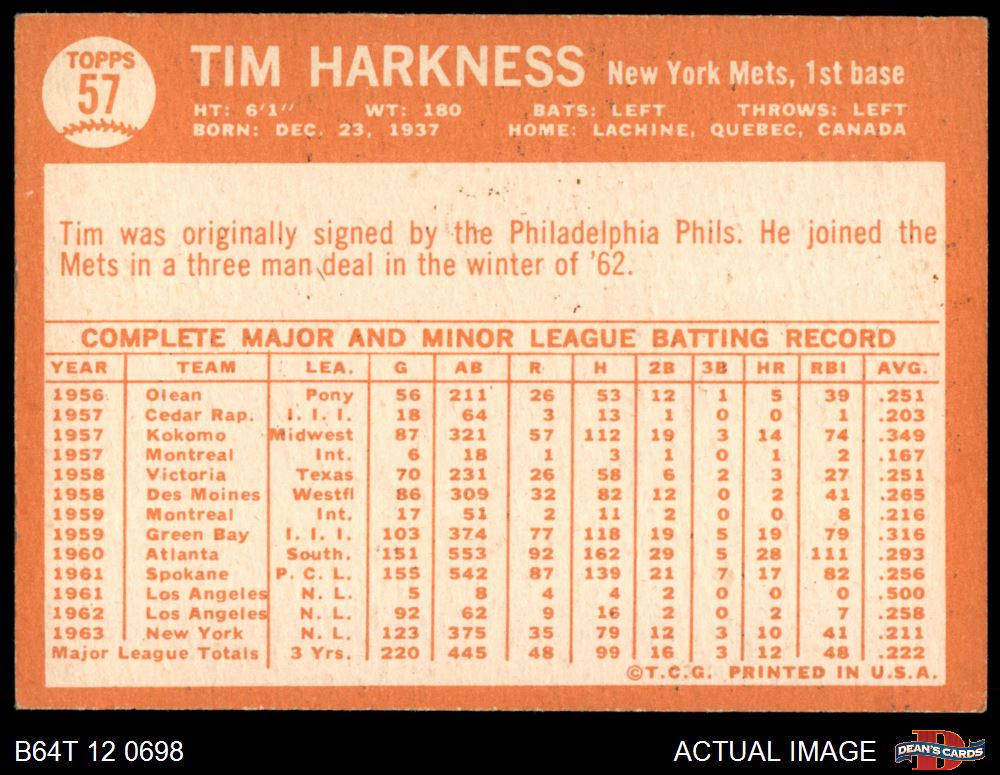 TOPPS
57
TIM HARKNESS New York Mets, 1st base
HT: 6'1" WT: 180 BATS: LEFT THROWS: LEFT
BORN: DEC. 23, 1937 HOME: LACHINE, QUEBEC, CANADA
Tim was originally signed by the Philadelphia Phils. He joined the
Mets in a three man deal in the winter of '62.
COMPLETE MAJOR AND MINOR LEAGUE BATTING RECORD
YEAR TEAM LEA. G AB R H 2B 3B HR RBI AVG.
1956 Olean Pony 56 211 26 53 12 1 5 39 .251
1957 Cedar Rap. I. I. I. 18 64 3 13 1 0 0 1 .203
1957 Kokomo Midwest 87 321 57 112 19 3 14 74 .349
1957 Montreal Int. 6 18 1 3 1 0 1 2 .167
1958 Victoria Texas 70 231 26 58 6 2 3 27 .251
1958 Des Moines Westfl 86 309 32 82 12 0 2 41 .265
1959 Montreal Int. 17 51 2 11 2 0 0 8 .216
1959 Green Bay I. I. I. 103 374 77 118 19 5 19 79 .316
1960 Atlanta South. 151 553 92 162 29 5 28 111 .293
1961 Spokane P. C. L. 155 542 87 139 21 7 17 82 .256
1961 Los Angeles N. L. 5 8 4 4 2 0 0 0 .500
1962 Los Angeles N. L. 92 62 9 16 2 0 2 7 .258
1963 New York N. L. 123 375 35 79 12 3 10 41 .211
Major League Totals 3 Yrs. 220 445 48 99 16 3 12 48 .222
©T.C.G. PRINTED IN U.S.A.
B64T 12 0698 ACTUAL IMAGE DEAN'S CARDS